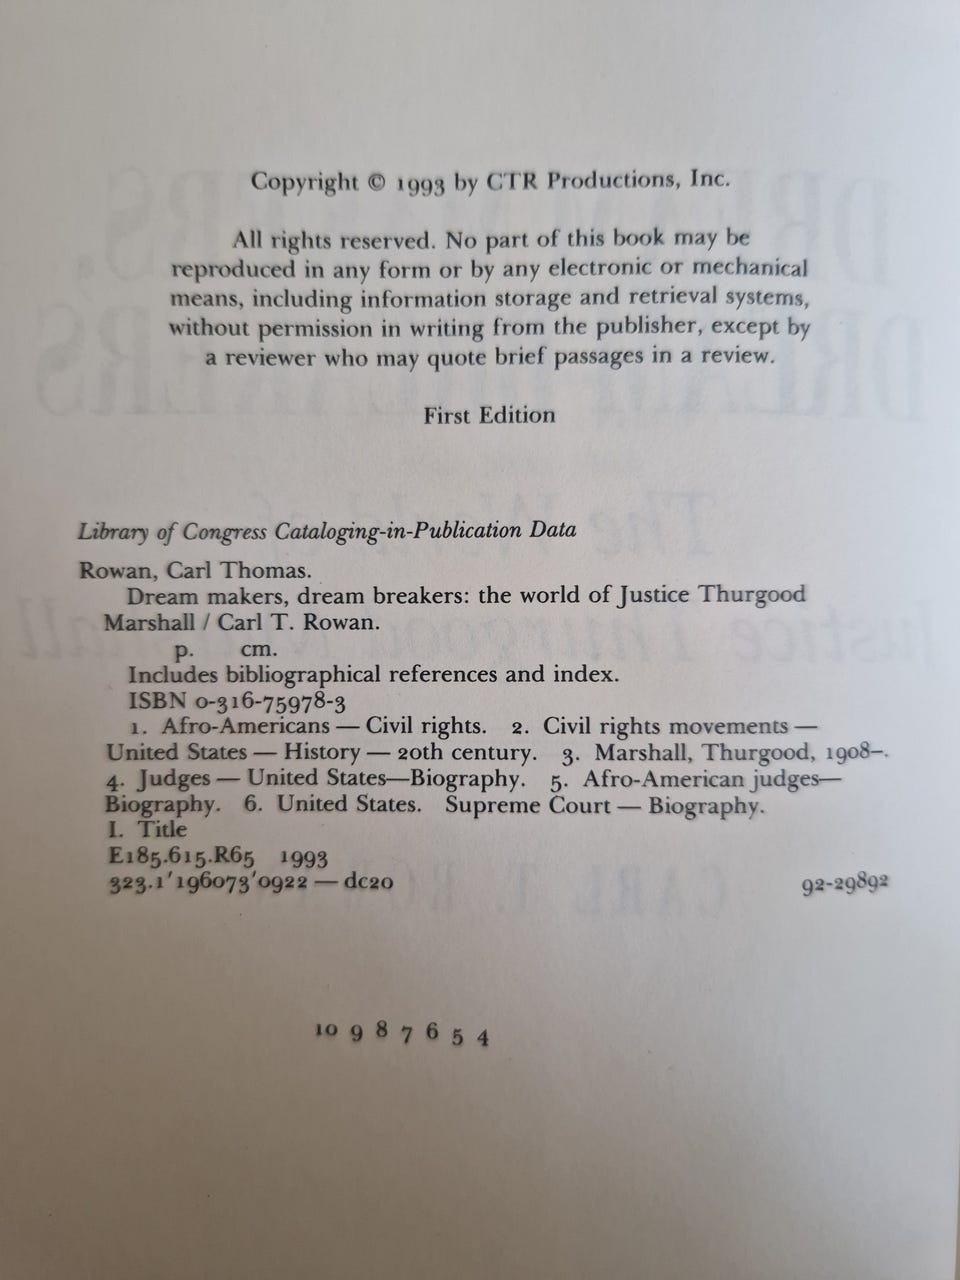 Copyright © 1993 by CTR Productions, Inc.
All rights reserved. No part of this book may be
reproduced in any form or by any electronic or mechanical
means, including information storage and retrieval systems,
without permission in writing from the publisher, except by
a reviewer who may quote brief passages in a review.
First Edition
Library of Congress Cataloging-in-Publication Data
Rowan, Carl Thomas.
Dream makers, dream breakers: the world of Justice Thurgood
Marshall / Carl T. Rowan.
p. cm.
Includes bibliographical references and index.
ISBN 0-316-75978-3
1. Afro-Americans — Civil rights. 2. Civil rights movements —
United States — History — 20th century. 3. Marshall, Thurgood, 1908–.
4. Judges — United States—Biography. 5. Afro-American judges—
Biography. 6. United States. Supreme Court — Biography.
I. Title
E185.615.R65 1993
323.1'196073'0922 — dc20 92-29892
10 9 8 7 6 5 4